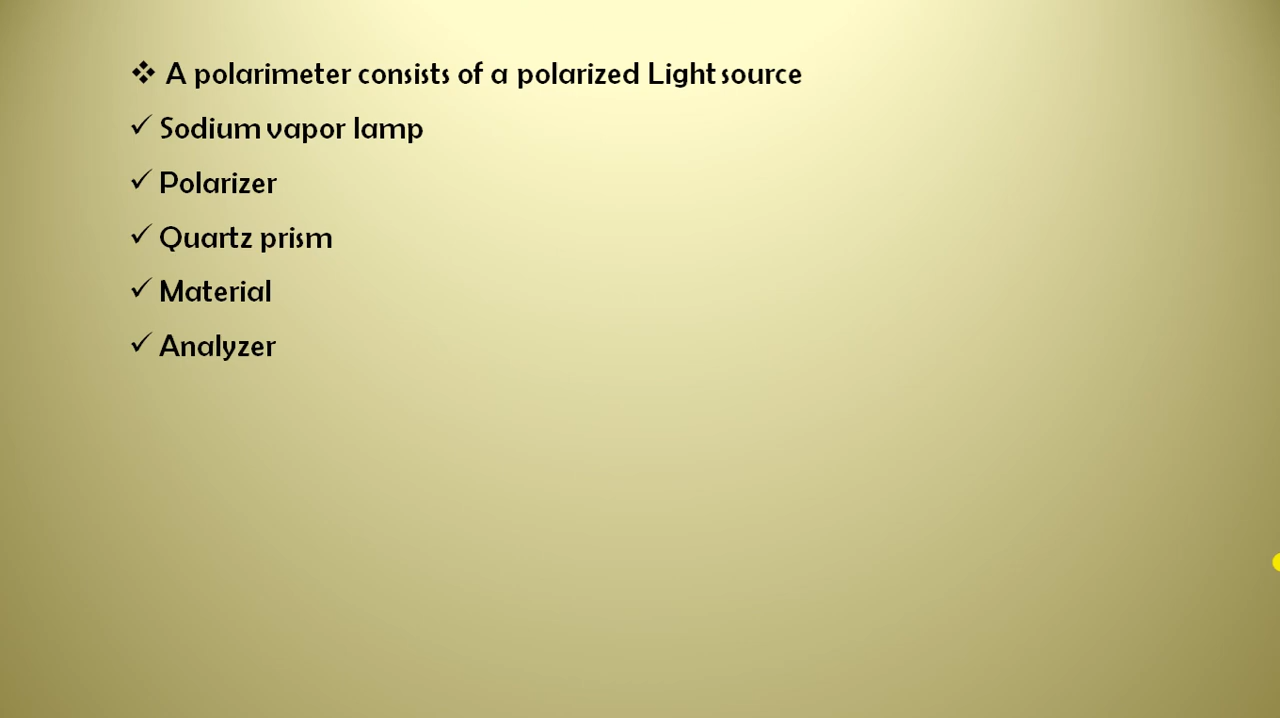 ❖ A polarimeter consists of a polarized Light source
✓ Sodium vapor lamp
✓ Polarizer
✓ Quartz prism
✓ Material
✓ Analyzer